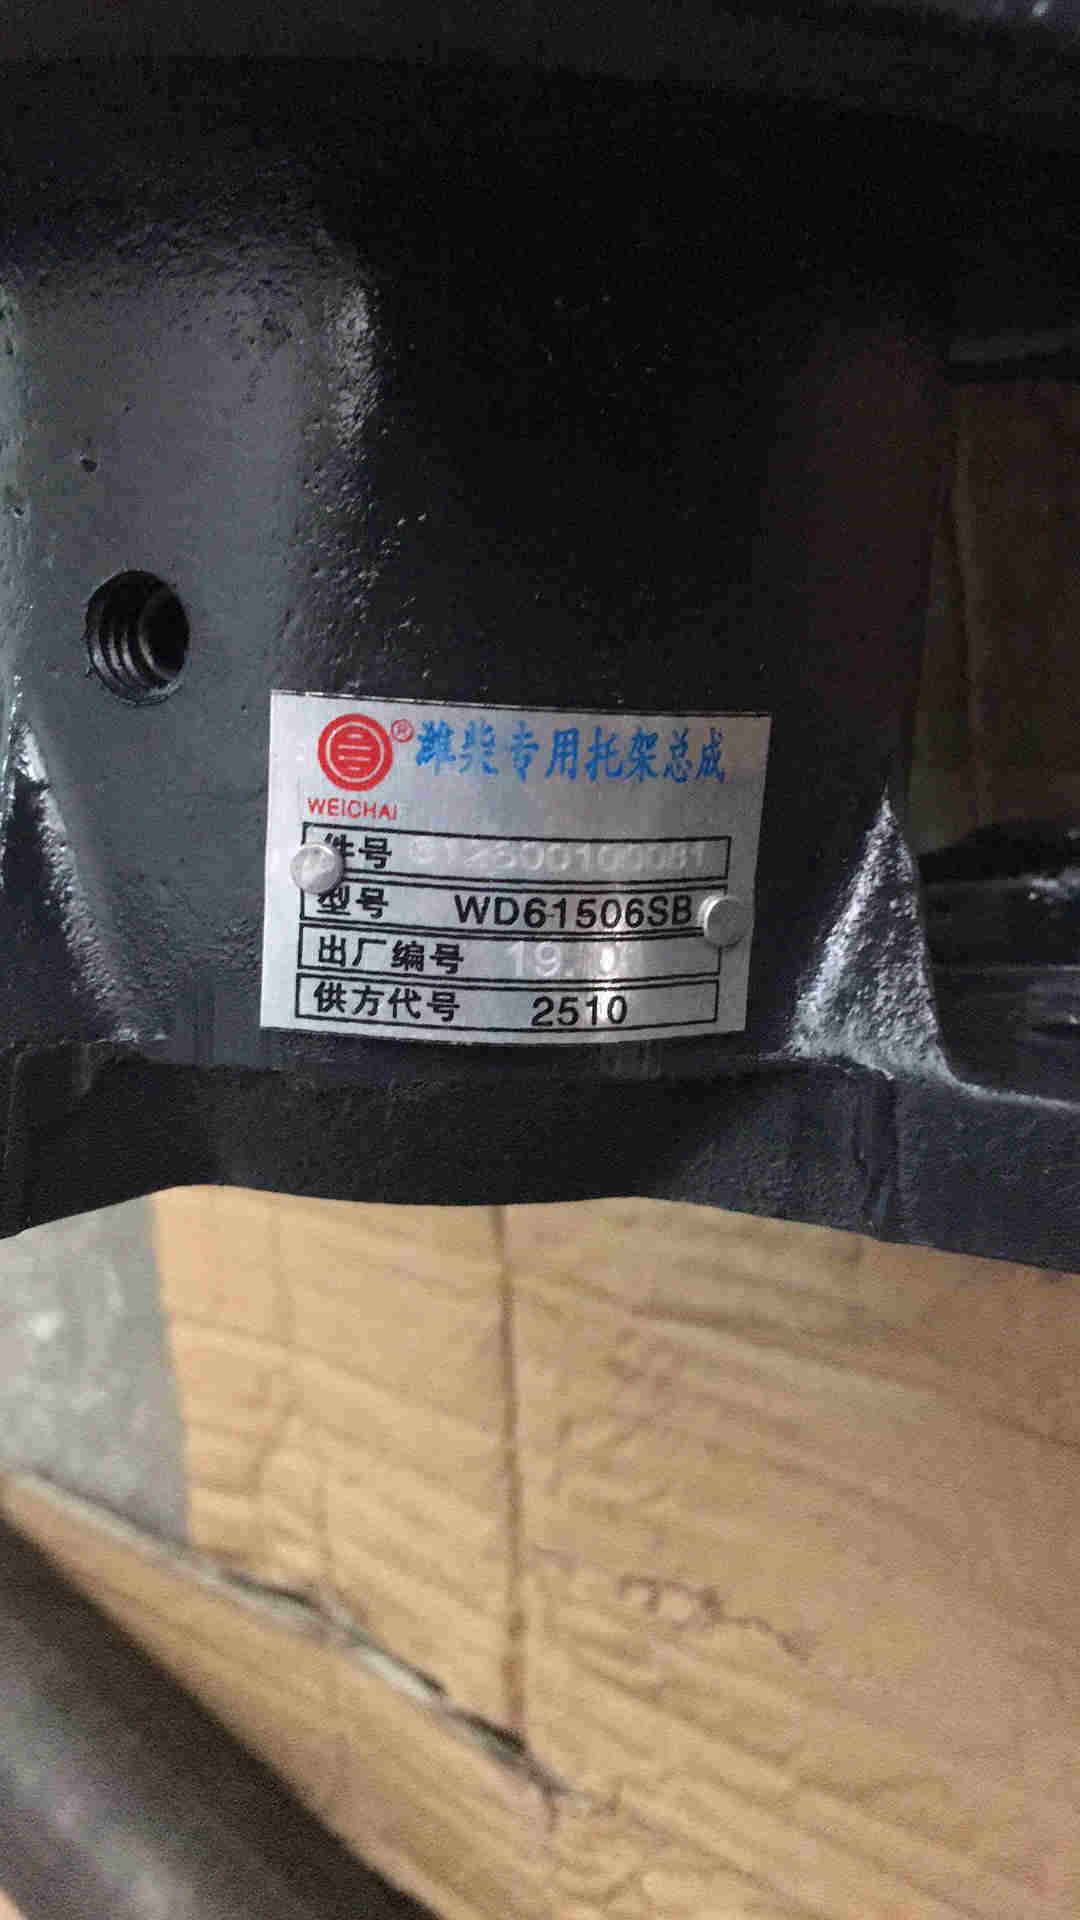 ® 潍柴专用托架总成
WEICHAI
件号
型号 WD61506SB
出厂编号
供方代号 2510